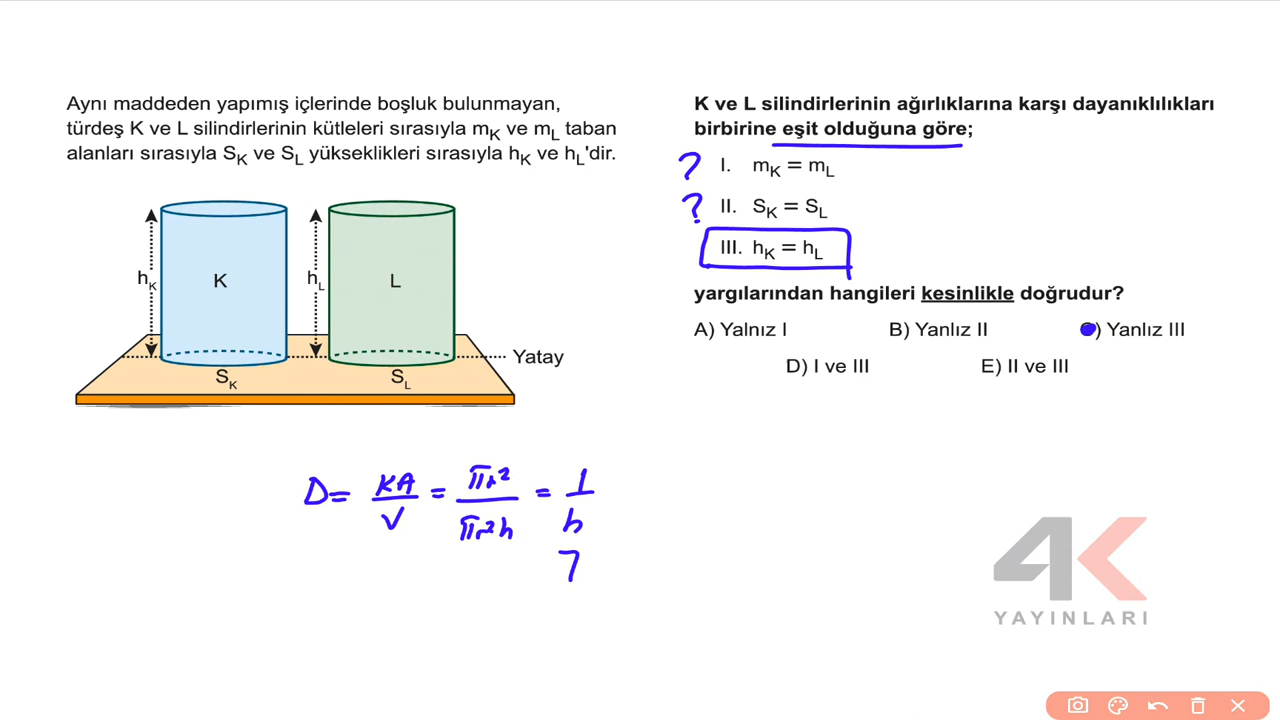 Aynı maddeden yapımış içlerinde boşluk bulunmayan,
türdeş K ve L silindirlerinin kütleleri sırasıyla mK ve mL taban
alanları sırasıyla SK ve SL yükseklikleri sırasıyla hK ve hL'dir.
hK
K
hL
L
Yatay
SK
SL
K ve L silindirlerinin ağırlıklarına karşı dayanıklılıkları
birbirine eşit olduğuna göre;
? I. mK = mL
? II. SK = SL
III. hK = hL
yargılarından hangileri kesinlikle doğrudur?
A) Yalnız I B) Yanlız II ) Yanlız III
D) I ve III E) II ve III
D= KA/V = πr²/πr²h = 1/h
4K
YAYINLARI